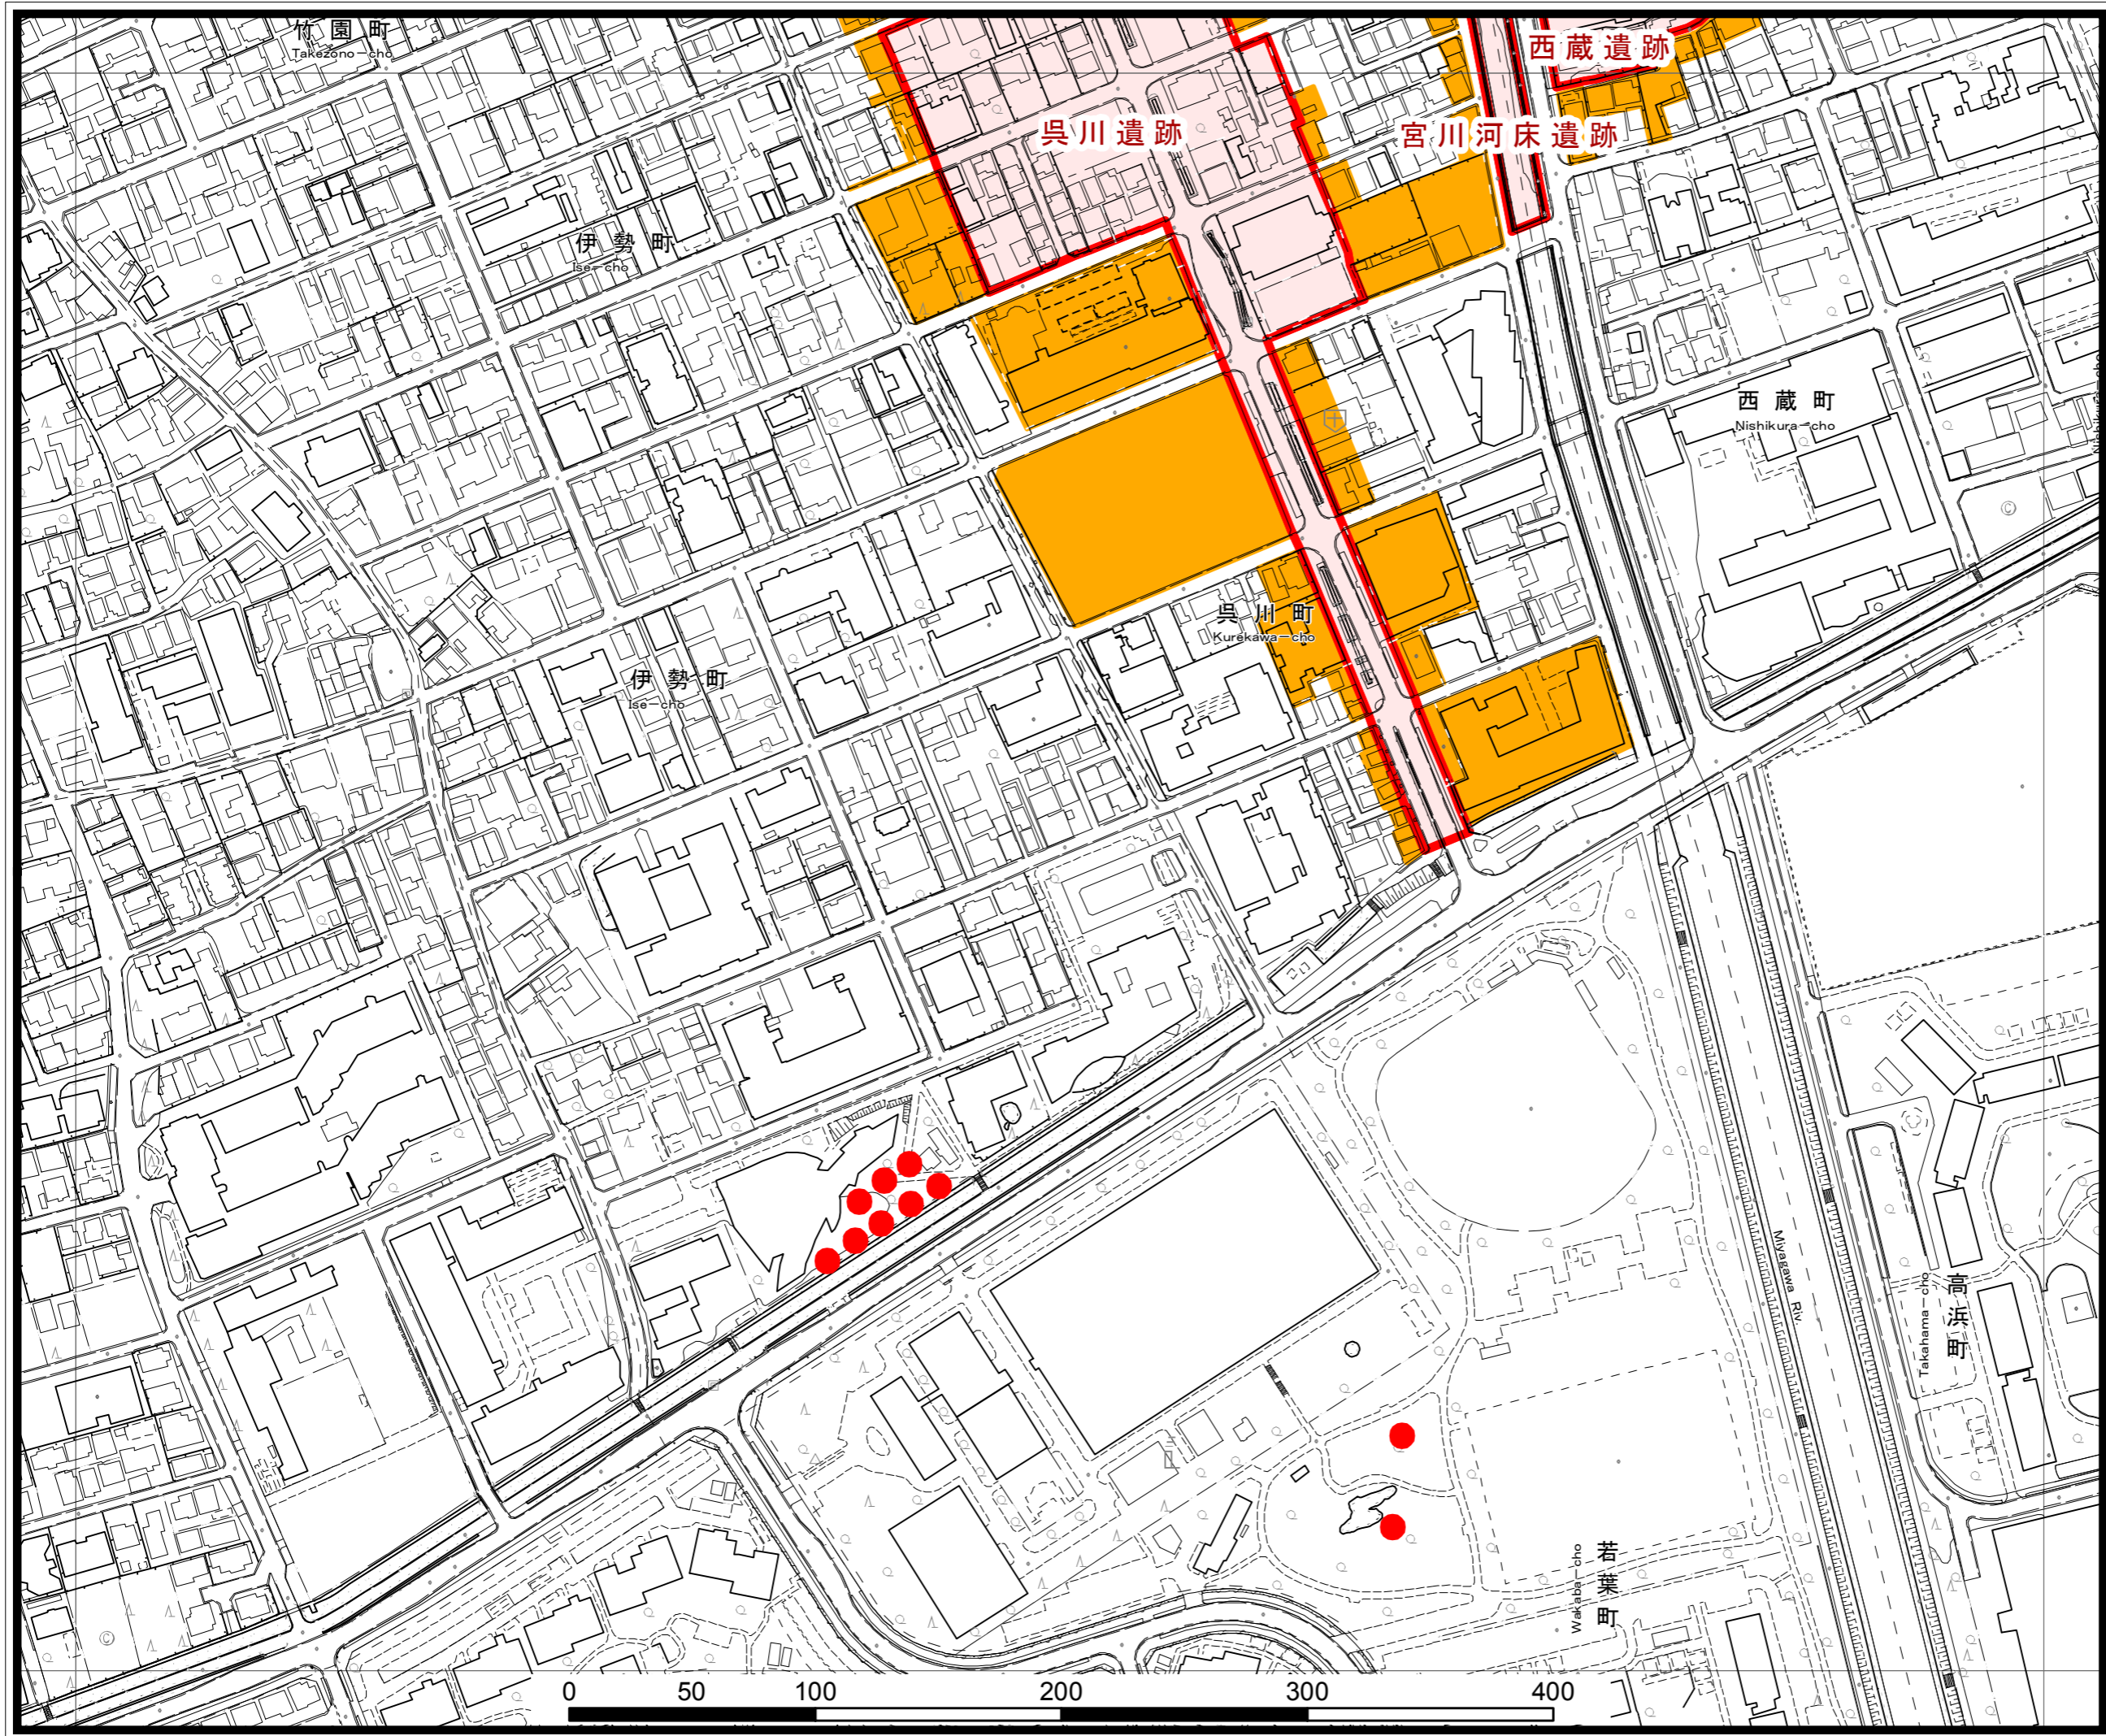 竹園町
Takezono-cho
西蔵遺跡
呉川遺跡
宮川河床遺跡
伊勢町
Ise-cho
西蔵町
Nishikura-cho
呉川町
Kurekawa-cho
伊勢町
Ise-cho
Miyagawa Riv.
高浜町
Takahama-cho
若葉町
Wakaba-cho
0 50 100 200 300 400